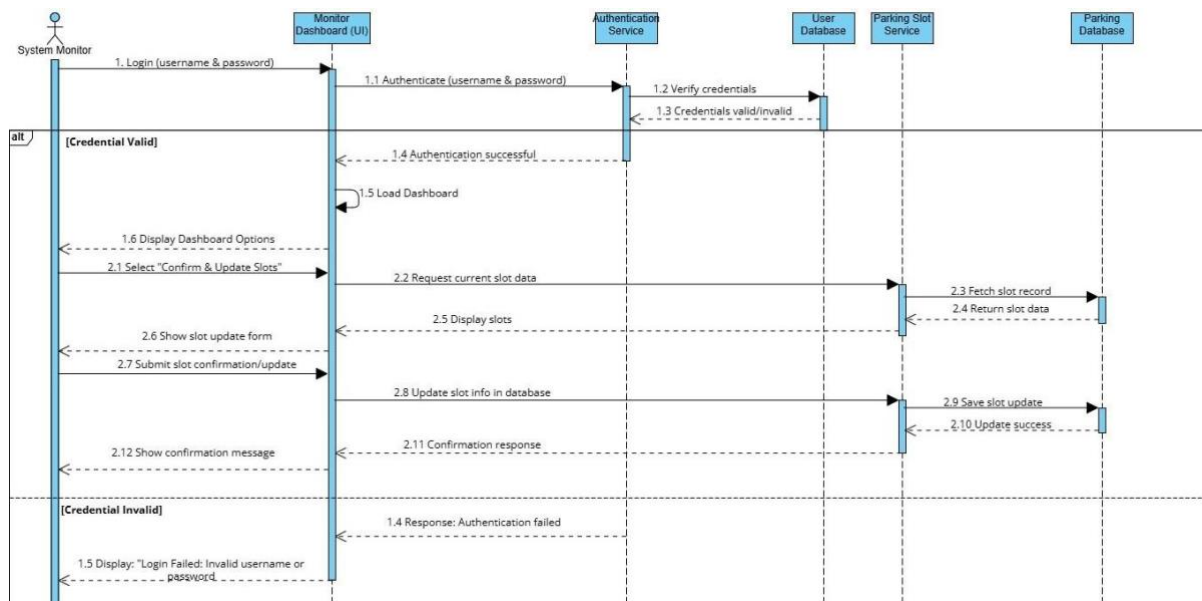 System Monitor
Monitor
Dashboard (UI)
Authentication
Service
User
Database
Parking Slot
Service
Parking
Database
1. Login (username & password)
1.1 Authenticate (username & password)
1.2 Verify credentials
1.3 Credentials valid/invalid
alt
[Credential Valid]
1.4 Authentication successful
1.5 Load Dashboard
1.6 Display Dashboard Options
2.1 Select "Confirm & Update Slots"
2.2 Request current slot data
2.3 Fetch slot record
2.4 Return slot data
2.5 Display slots
2.6 Show slot update form
2.7 Submit slot confirmation/update
2.8 Update slot info in database
2.9 Save slot update
2.10 Update success
2.11 Confirmation response
2.12 Show confirmation message
[Credential Invalid]
1.4 Response: Authentication failed
1.5 Display: "Login Failed: Invalid username or
password